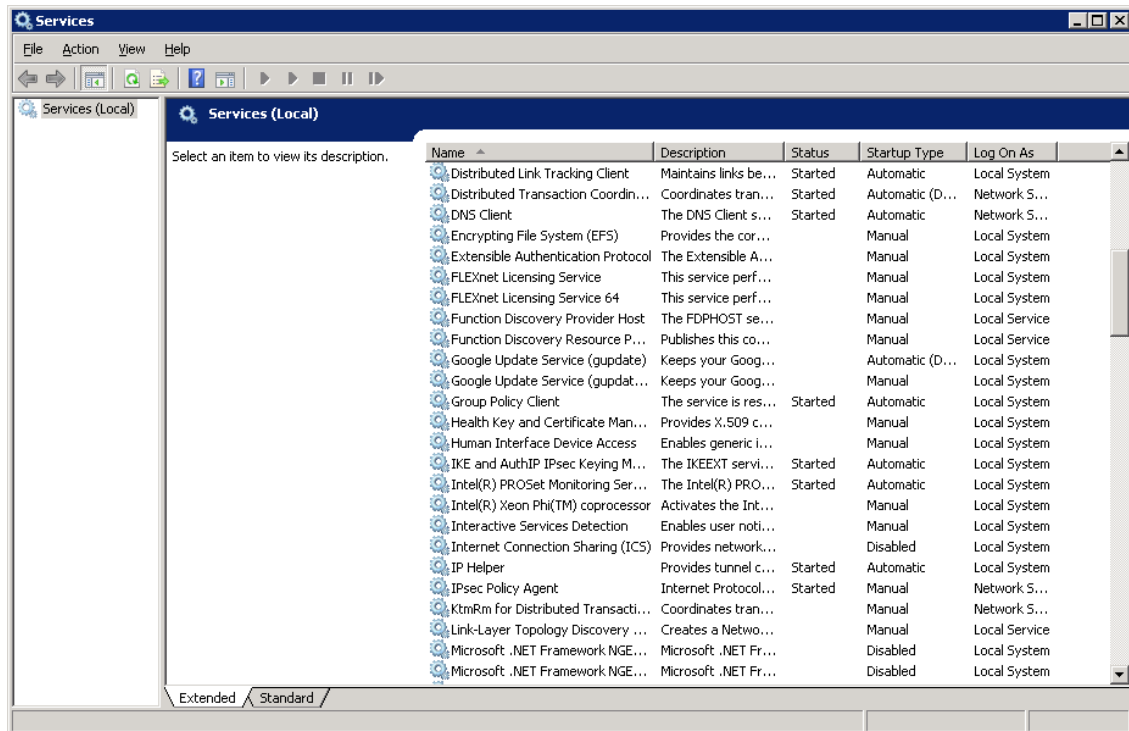 Services
File Action View Help
Services (Local)
Services (Local)
Select an item to view its description.
Name Description Status Startup Type Log On As
Distributed Link Tracking Client Maintains links be... Started Automatic Local System
Distributed Transaction Coordin... Coordinates tran... Started Automatic (D... Network S...
DNS Client The DNS Client s... Started Automatic Network S...
Encrypting File System (EFS) Provides the cor... Manual Local System
Extensible Authentication Protocol The Extensible A... Manual Local System
FLEXnet Licensing Service This service perf... Manual Local System
FLEXnet Licensing Service 64 This service perf... Manual Local System
Function Discovery Provider Host The FDPHOST se... Manual Local Service
Function Discovery Resource P... Publishes this co... Manual Local Service
Google Update Service (gupdate) Keeps your Goog... Automatic (D... Local System
Google Update Service (gupdat... Keeps your Goog... Manual Local System
Group Policy Client The service is res... Started Automatic Local System
Health Key and Certificate Man... Provides X.509 c... Manual Local System
Human Interface Device Access Enables generic i... Manual Local System
IKE and AuthIP IPsec Keying M... The IKEEXT servi... Started Automatic Local System
Intel(R) PROSet Monitoring Ser... The Intel(R) PRO... Started Automatic Local System
Intel(R) Xeon Phi(TM) coprocessor Activates the Int... Manual Local System
Interactive Services Detection Enables user noti... Manual Local System
Internet Connection Sharing (ICS) Provides network... Disabled Local System
IP Helper Provides tunnel c... Started Automatic Local System
IPsec Policy Agent Internet Protocol... Started Manual Network S...
KtmRm for Distributed Transacti... Coordinates tran... Manual Network S...
Link-Layer Topology Discovery ... Creates a Netwo... Manual Local Service
Microsoft .NET Framework NGE... Microsoft .NET Fr... Disabled Local System
Microsoft .NET Framework NGE... Microsoft .NET Fr... Disabled Local System
Extended Standard